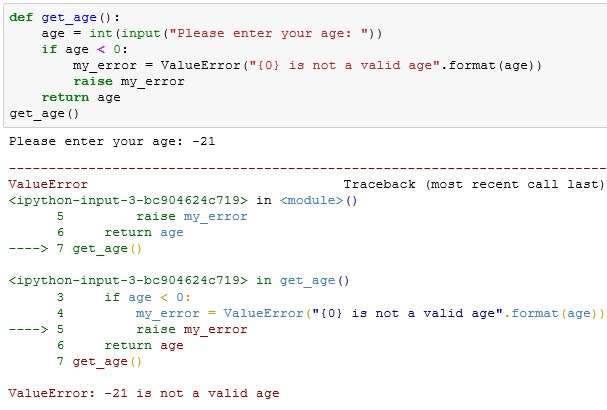 def get_age():
    age = int(input("Please enter your age: "))
    if age < 0:
        my_error = ValueError("{0} is not a valid age".format(age))
        raise my_error
    return age
get_age()
Please enter your age: -21
---------------------------------------------------------------------------
ValueError                                Traceback (most recent call last)
<ipython-input-3-bc904624c719> in <module>()
      5         raise my_error
      6     return age
----> 7 get_age()

<ipython-input-3-bc904624c719> in get_age()
      3     if age < 0:
      4         my_error = ValueError("{0} is not a valid age".format(age))
----> 5         raise my_error
      6     return age
      7 get_age()

ValueError: -21 is not a valid age